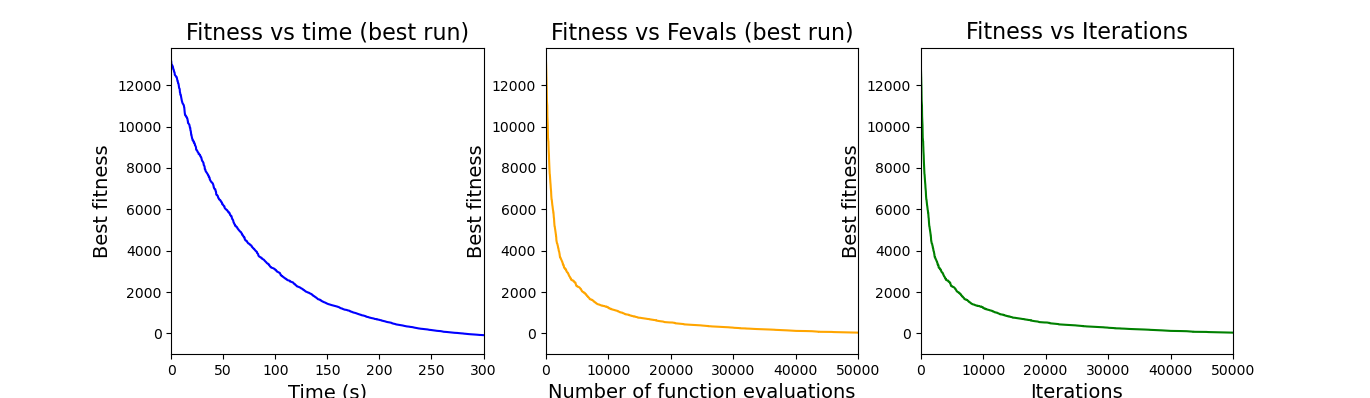 Fitness vs time (best run)
Best fitness
12000
10000
8000
6000
4000
2000
0
0 50 100 150 200 250 300
Time (s)
Fitness vs Fevals (best run)
Best fitness
12000
10000
8000
6000
4000
2000
0
0 10000 20000 30000 40000 50000
Number of function evaluations
Fitness vs Iterations
Best fitness
12000
10000
8000
6000
4000
2000
0
0 10000 20000 30000 40000 50000
Iterations